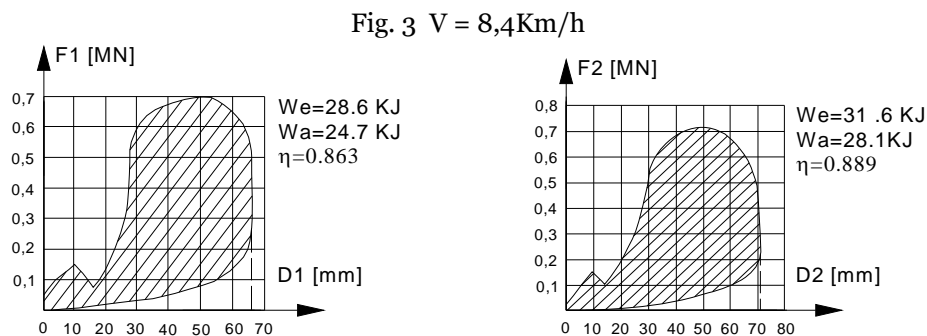 Fig. 3 V = 8,4Km/h
F1 [MN]
0,7
0,6
0,5
0,4
0,3
0,2
0,1
We=28.6 KJ
Wa=24.7 KJ
η=0.863
D1 [mm]
0 10 20 30 40 50 60 70
F2 [MN]
0,8
0,7
0,6
0,5
0,4
0,3
0,2
0,1
We=31 .6 KJ
Wa=28.1KJ
η=0.889
D2 [mm]
0 10 20 30 40 50 60 70 80